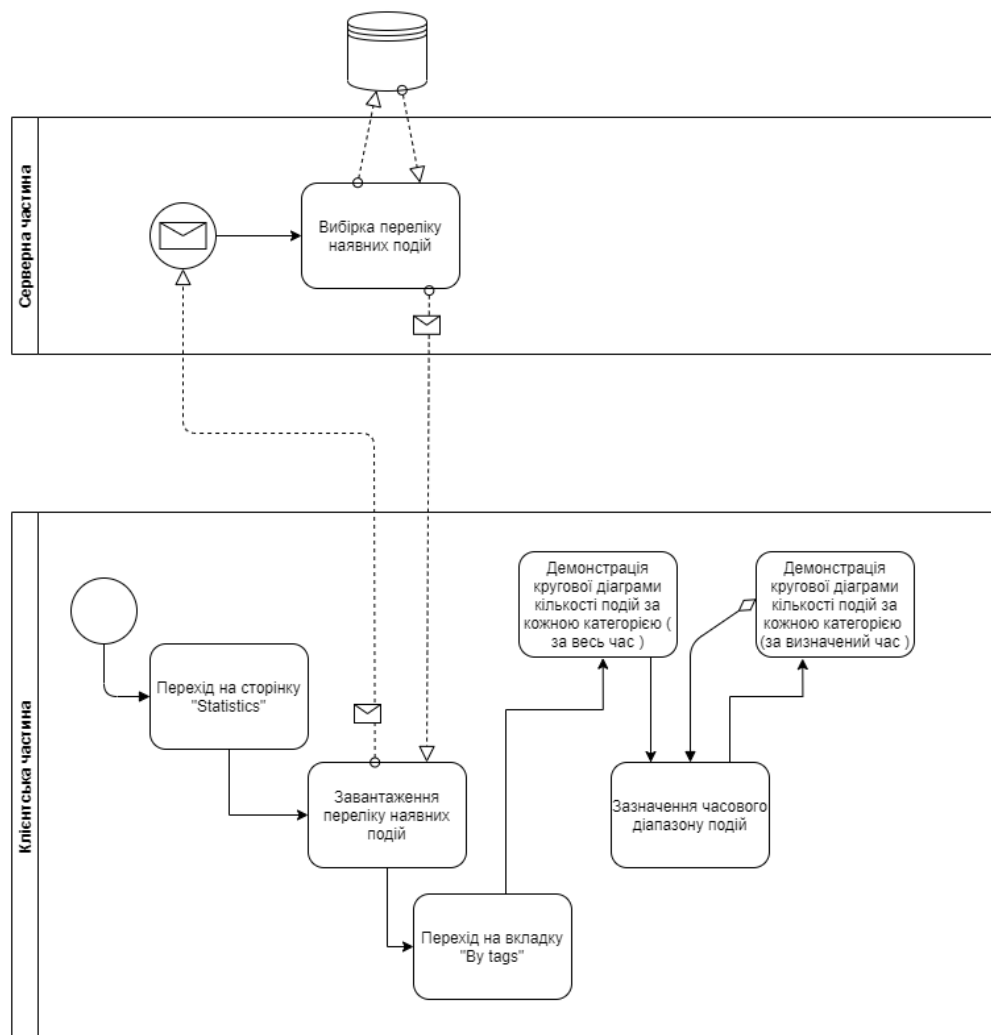 Серверна частина
Вибірка переліку
наявних подій
Клієнтська частина
Перехід на сторінку
"Statistics"
Завантаження
переліку наявних
подій
Перехід на вкладку
"By tags"
Демонстрація
кругової діаграми
кількості подій за
кожною категорією (
за весь час )
Зазначення часового
діапазону подій
Демонстрація
кругової діаграми
кількості подій за
кожною категорією
(за визначений час )